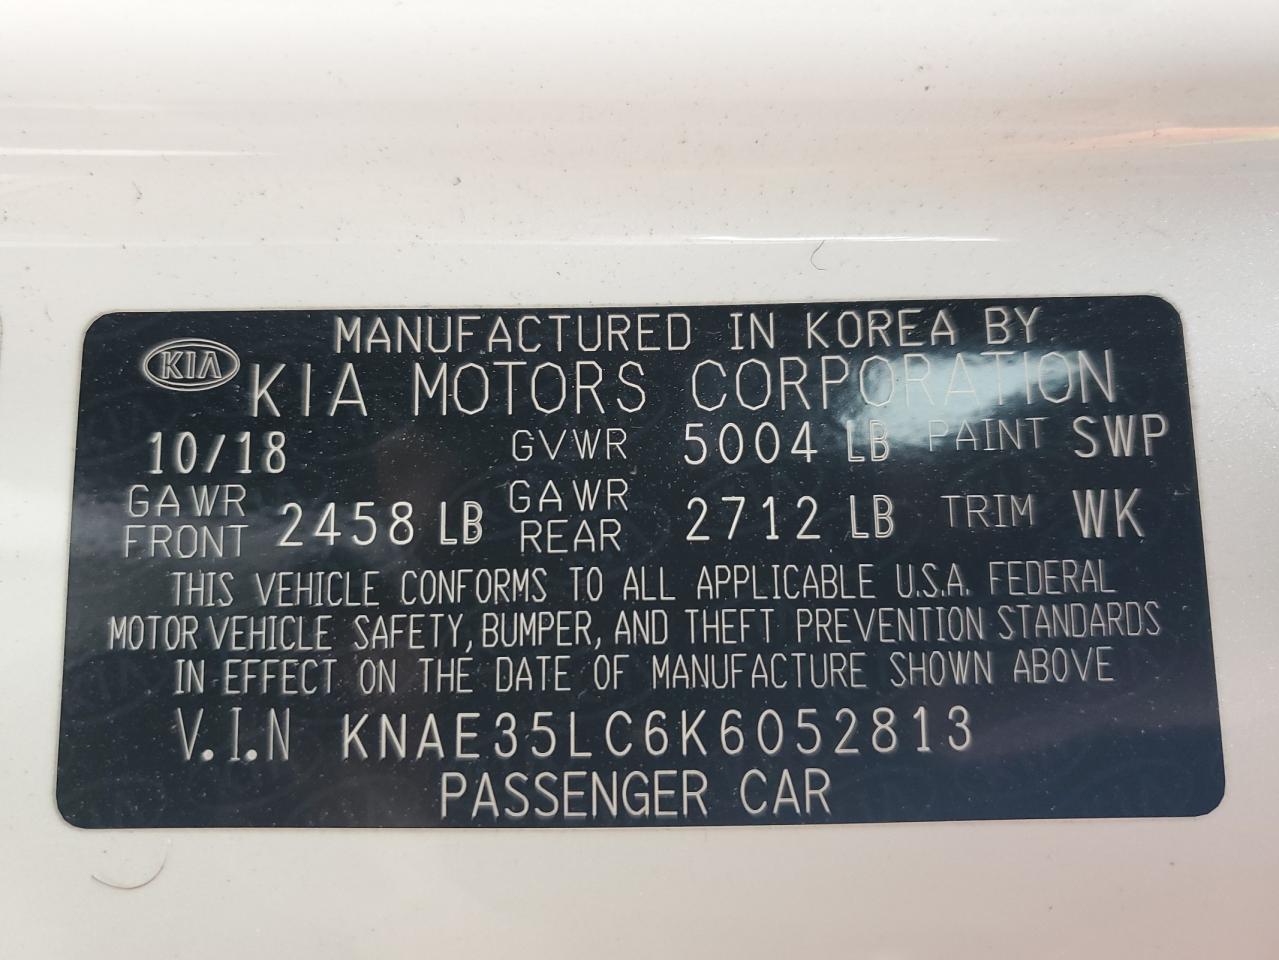 MANUFACTURED IN KOREA BY
KIA KIA MOTORS CORPORATION
10/18 GVWR 5004 LB PAINT SWP
GAWR FRONT 2458 LB GAWR REAR 2712 LB TRIM WK
THIS VEHICLE CONFORMS TO ALL APPLICABLE U.S.A. FEDERAL
MOTOR VEHICLE SAFETY, BUMPER, AND THEFT PREVENTION STANDARDS
IN EFFECT ON THE DATE OF MANUFACTURE SHOWN ABOVE
V.I.N KNAE35LC6K6052813
PASSENGER CAR